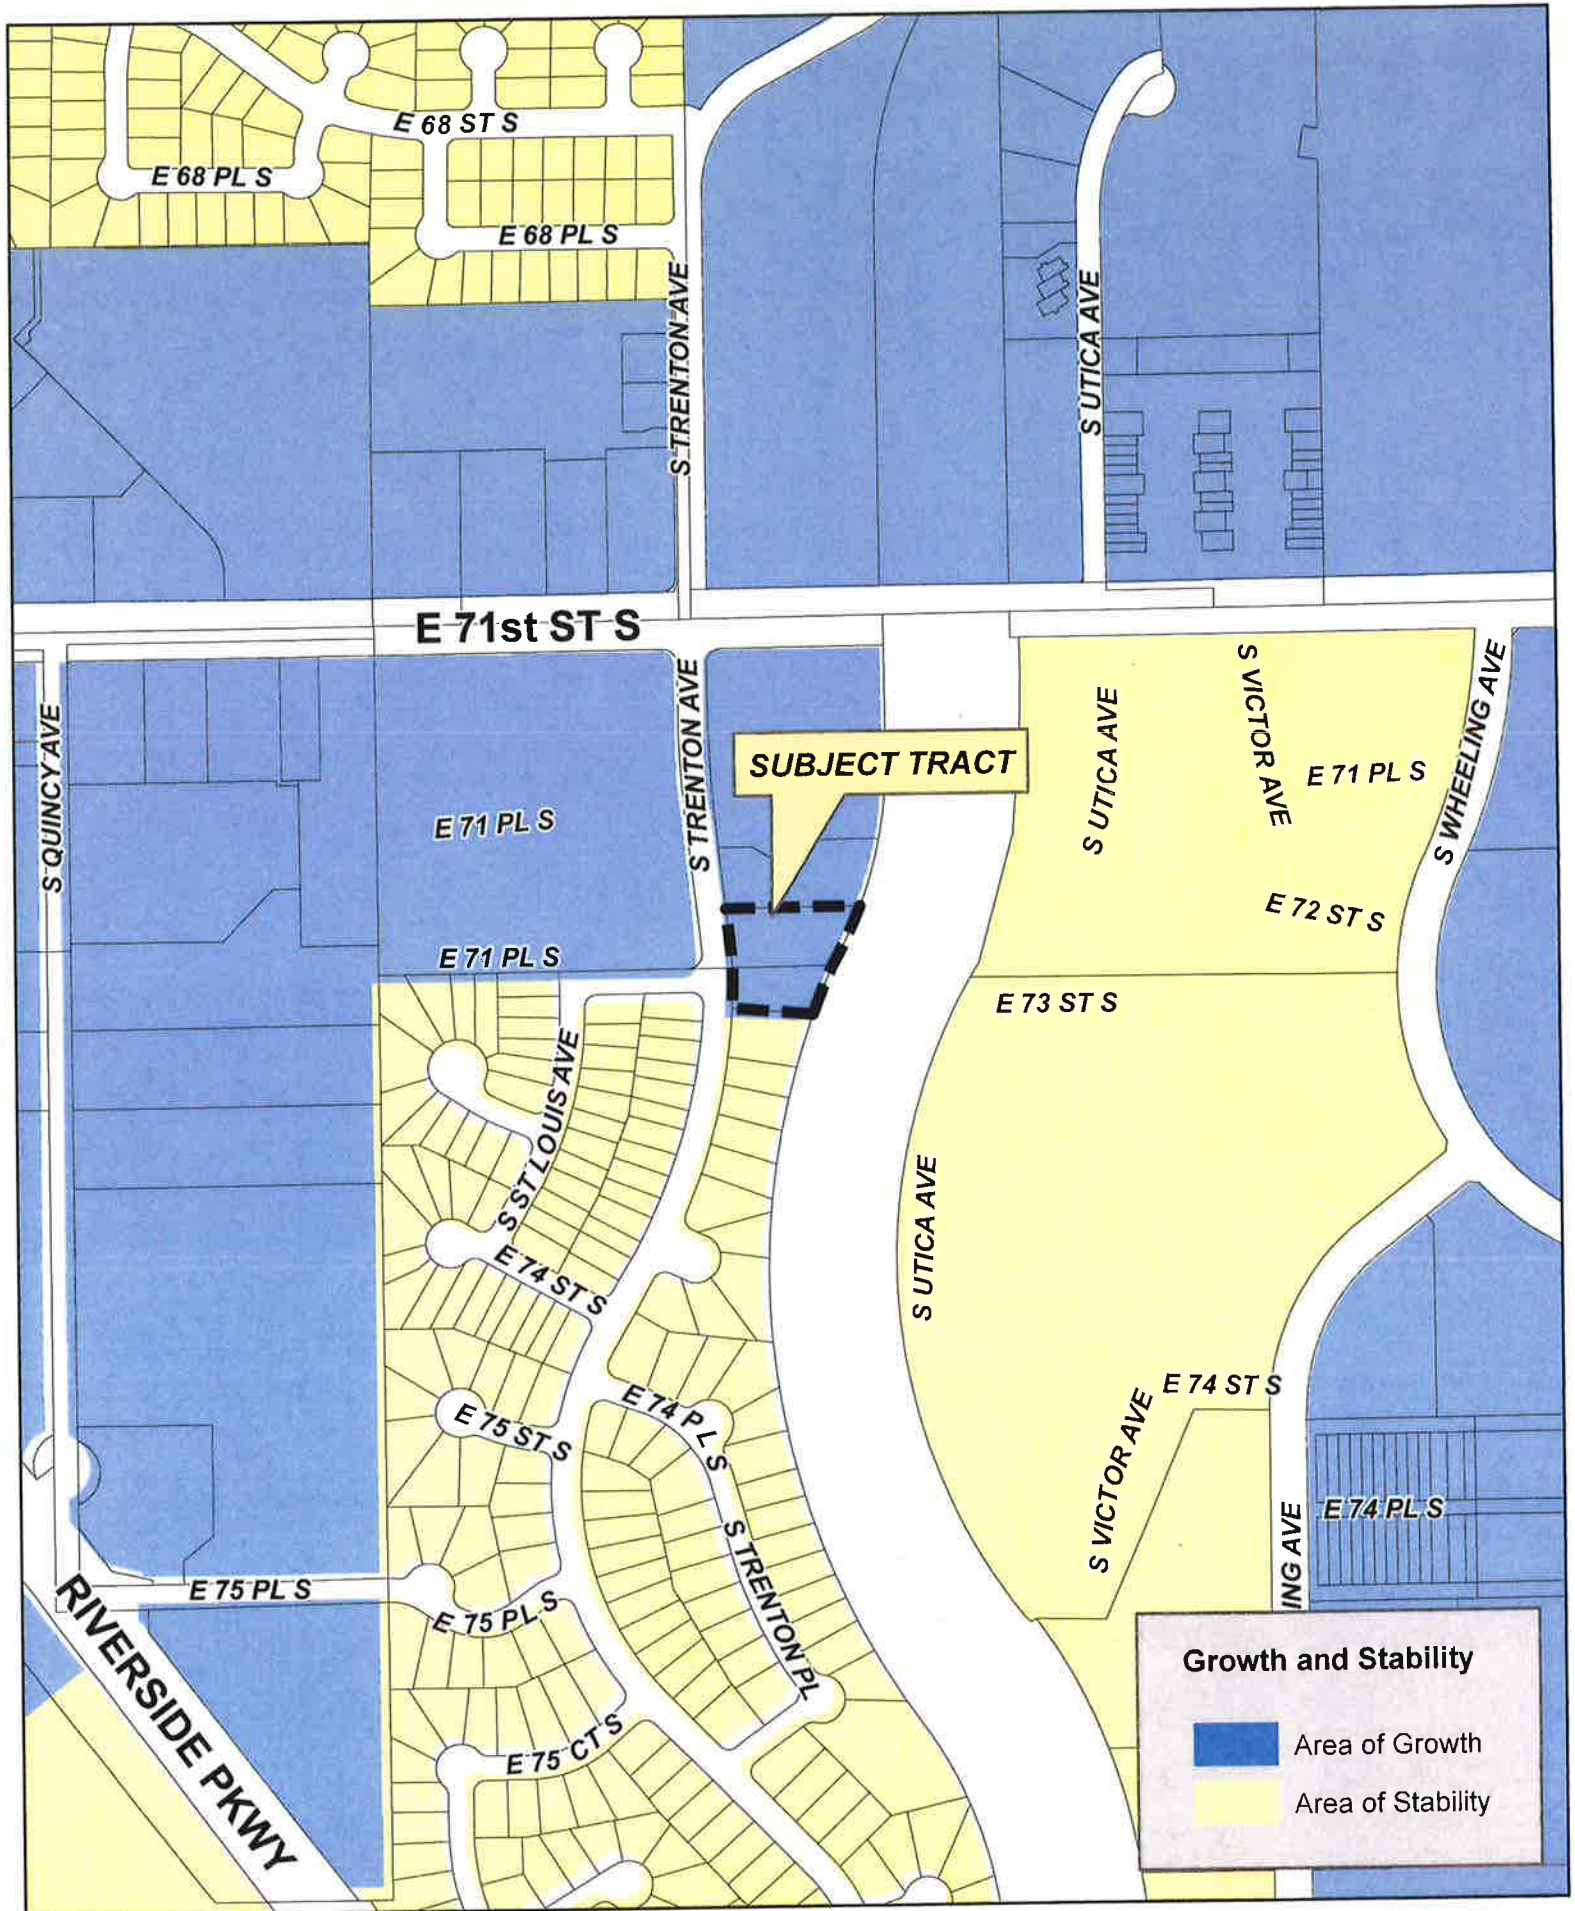 E 68 ST S
E 68 PL S
E 68 PL S
S TRENTON AVE
S UTICA AVE
E 71st ST S
S QUINCY AVE
S TRENTON AVE
SUBJECT TRACT
S UTICA AVE
S VICTOR AVE
E 71 PL S
S WHEELING AVE
E 71 PL S
E 72 ST S
E 71 PL S
E 73 ST S
S ST LOUIS AVE
S UTICA AVE
E 74 ST S
E 74 ST S
E 74 P L S
E 75 ST S
S VICTOR AVE
E 74 PL S
S TRENTON PL
ING AVE
E 75 PL S
E 75 PL S
RIVERSIDE PKWY
E 75 CT S
Growth and Stability
Area of Growth
Area of Stability